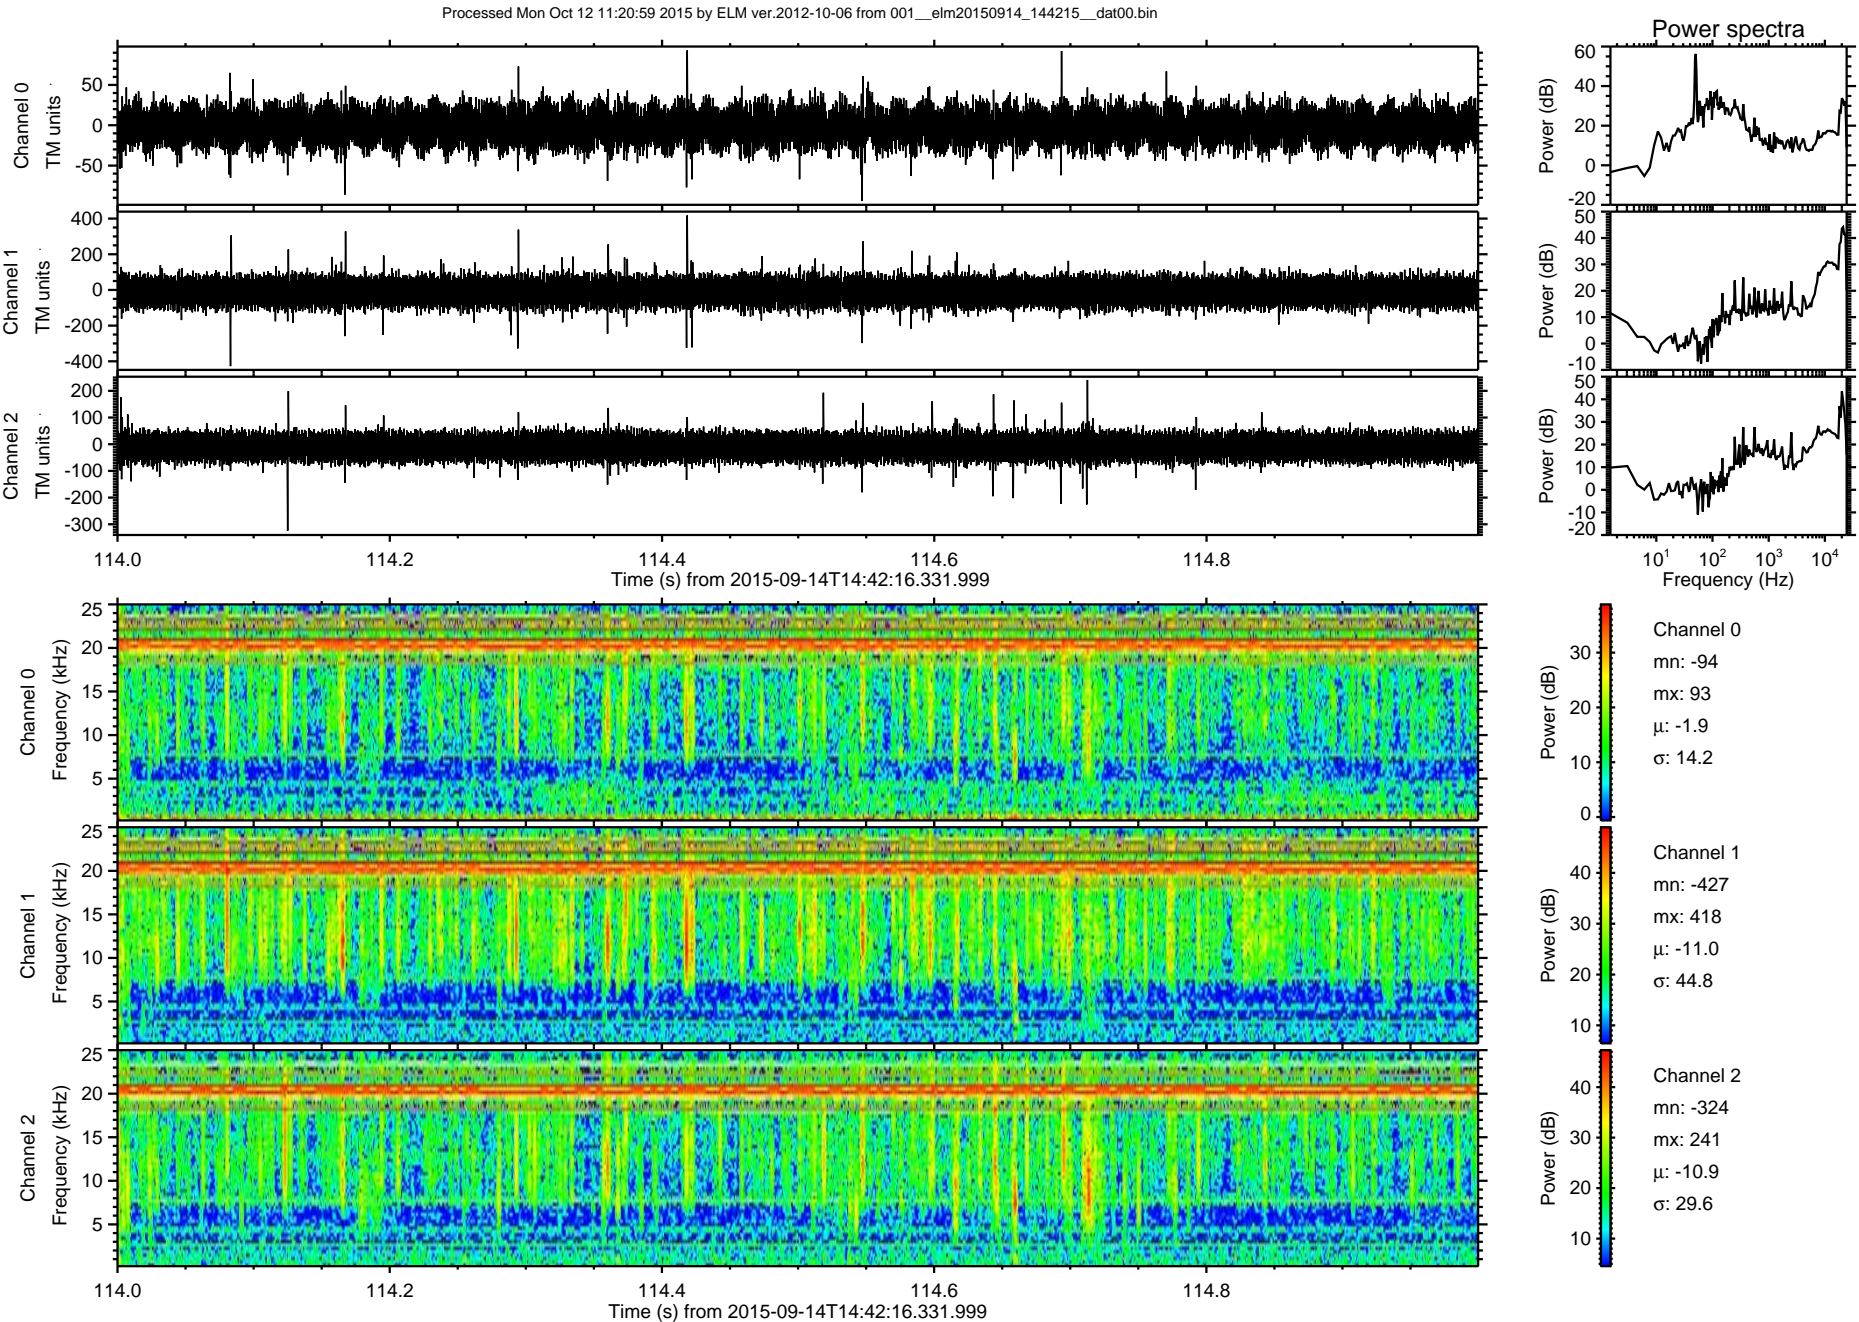 Processed Mon Oct 12 11:20:59 2015 by ELM ver.2012-10-06 from 001__elm20150914_144215__dat00.bin
Power spectra
Channel 0
TM units
50
0
-50
Power (dB)
60
40
20
0
-20
Channel 1
TM units
400
200
0
-200
-400
Power (dB)
50
40
30
20
10
0
-10
Channel 2
TM units
200
100
0
-100
-200
-300
Power (dB)
50
40
30
20
10
0
-10
-20
114.0 114.2 114.4 114.6 114.8
Time (s) from 2015-09-14T14:42:16.331.999
10¹ 10² 10³ 10⁴
Frequency (Hz)
Channel 0
Frequency (kHz)
25
20
15
10
5
Power (dB)
30
20
10
0
Channel 0
mn: -94
mx: 93
μ: -1.9
σ: 14.2
Channel 1
Frequency (kHz)
25
20
15
10
5
Power (dB)
40
30
20
10
Channel 1
mn: -427
mx: 418
μ: -11.0
σ: 44.8
Channel 2
Frequency (kHz)
25
20
15
10
5
Power (dB)
40
30
20
10
Channel 2
mn: -324
mx: 241
μ: -10.9
σ: 29.6
114.0 114.2 114.4 114.6 114.8
Time (s) from 2015-09-14T14:42:16.331.999